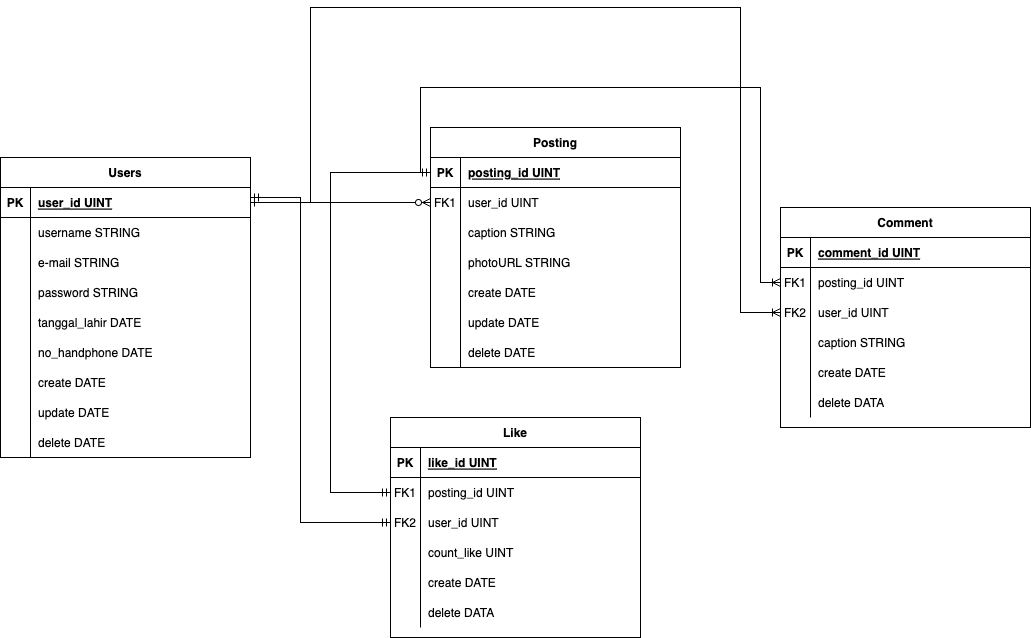 Users
PK user_id UINT
username STRING
e-mail STRING
password STRING
tanggal_lahir DATE
no_handphone DATE
create DATE
update DATE
delete DATE
Posting
PK posting_id UINT
FK1 user_id UINT
caption STRING
photoURL STRING
create DATE
update DATE
delete DATE
Comment
PK comment_id UINT
FK1 posting_id UINT
FK2 user_id UINT
caption STRING
create DATE
delete DATA
Like
PK like_id UINT
FK1 posting_id UINT
FK2 user_id UINT
count_like UINT
create DATE
delete DATA